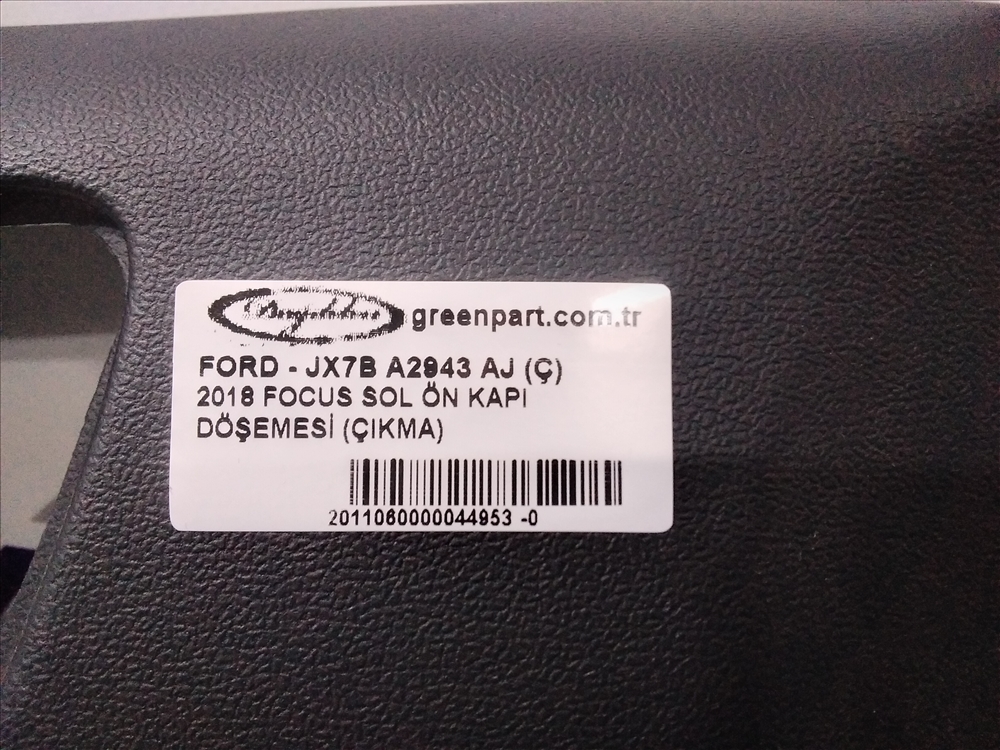 greenpart.com.tr
FORD - JX7B A2943 AJ (Ç)
2018 FOCUS SOL ÖN KAPI
DÖŞEMESİ (ÇIKMA)
2011060000044953 -0